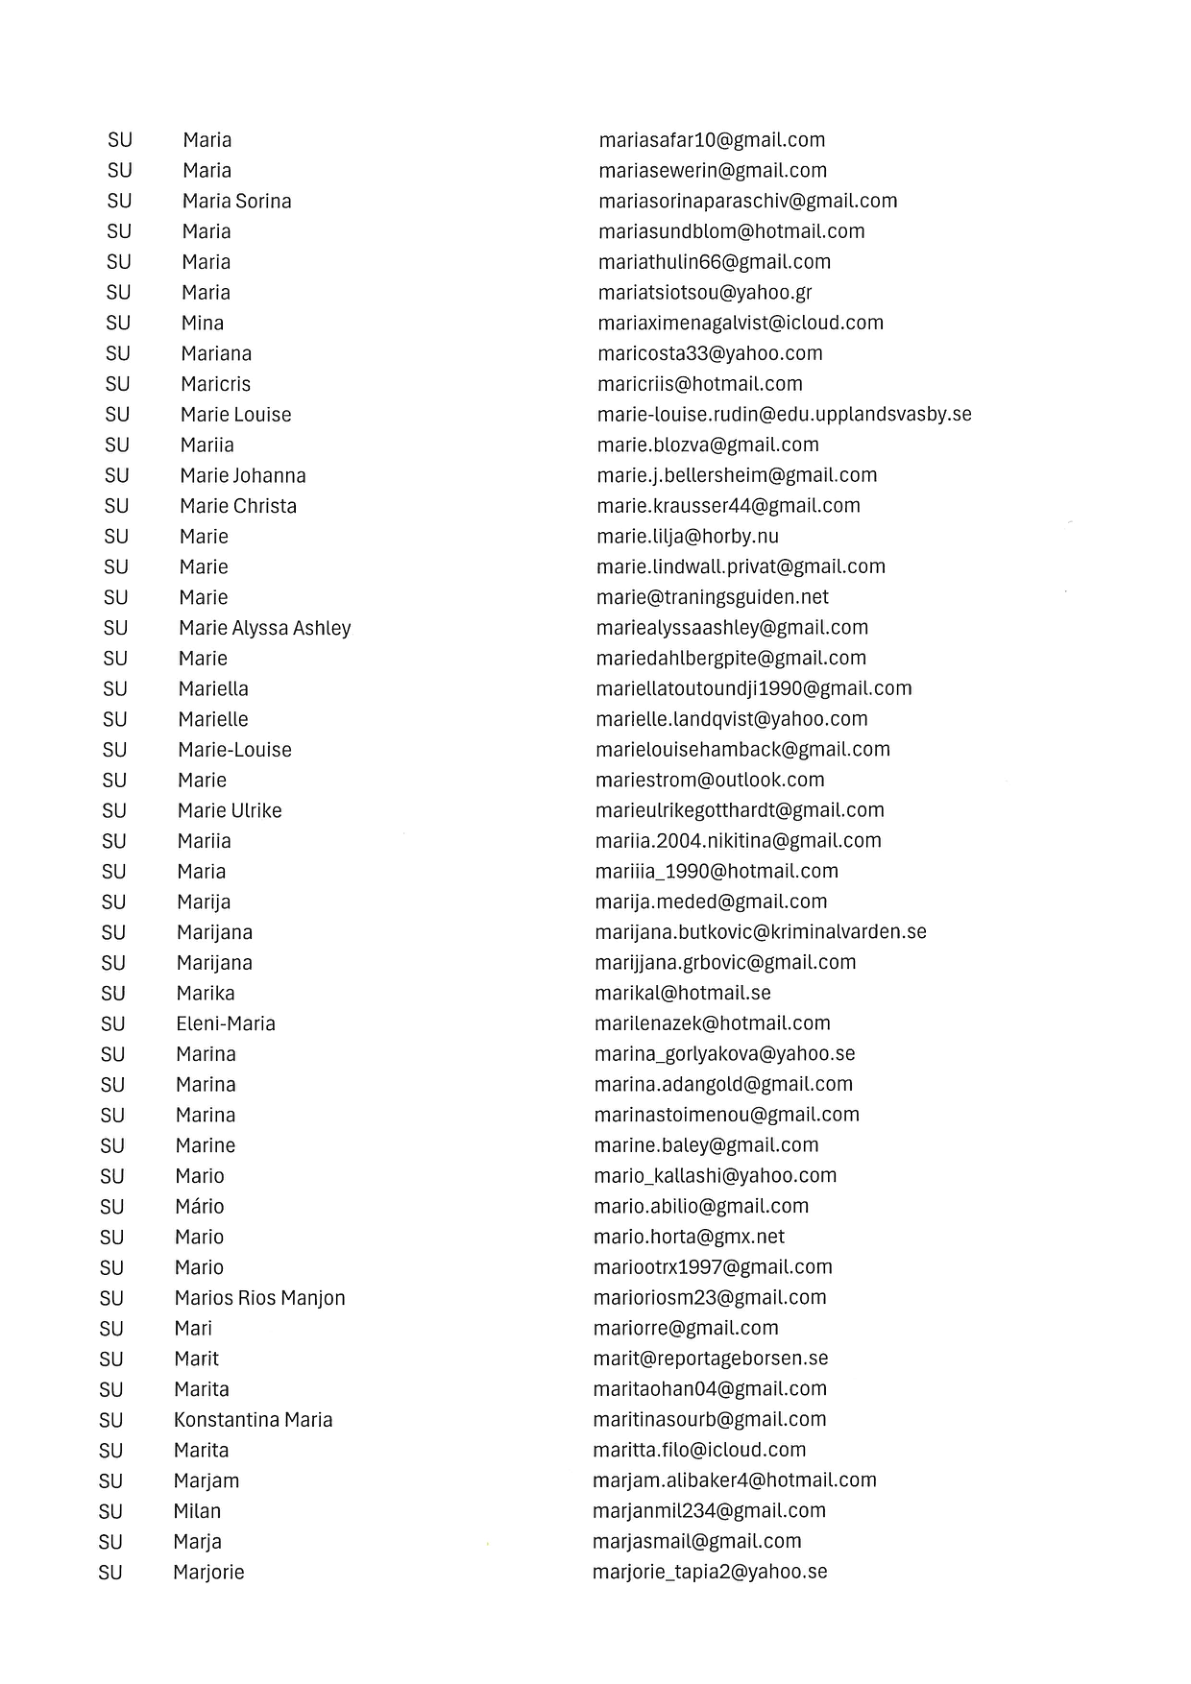 SU Maria mariasafar10@gmail.com
SU Maria mariasewerin@gmail.com
SU Maria Sorina mariasorinaparaschiv@gmail.com
SU Maria mariasundblom@hotmail.com
SU Maria mariathulin66@gmail.com
SU Maria mariatsiotsou@yahoo.gr
SU Mina mariaximenagalvist@icloud.com
SU Mariana maricosta33@yahoo.com
SU Maricris maricriis@hotmail.com
SU Marie Louise marie-louise.rudin@edu.upplandsvasby.se
SU Mariia marie.blozva@gmail.com
SU Marie Johanna marie.j.bellersheim@gmail.com
SU Marie Christa marie.krausser44@gmail.com
SU Marie marie.lilja@horby.nu
SU Marie marie.lindwall.privat@gmail.com
SU Marie marie@traningsguiden.net
SU Marie Alyssa Ashley mariealyssaashley@gmail.com
SU Marie mariedahlbergpite@gmail.com
SU Mariella mariellatoutoundji1990@gmail.com
SU Marielle marielle.landqvist@yahoo.com
SU Marie-Louise marielouisehamback@gmail.com
SU Marie mariestrom@outlook.com
SU Marie Ulrike marieulrikegotthardt@gmail.com
SU Mariia mariia.2004.nikitina@gmail.com
SU Maria mariiia_1990@hotmail.com
SU Marija marija.meded@gmail.com
SU Marijana marijana.butkovic@kriminalvarden.se
SU Marijana marijjana.grbovic@gmail.com
SU Marika marikal@hotmail.se
SU Eleni-Maria marilenazek@hotmail.com
SU Marina marina_gorlyakova@yahoo.se
SU Marina marina.adangold@gmail.com
SU Marina marinastoimenou@gmail.com
SU Marine marine.baley@gmail.com
SU Mario mario_kallashi@yahoo.com
SU Mário mario.abilio@gmail.com
SU Mario mario.horta@gmx.net
SU Mario mariootrx1997@gmail.com
SU Marios Rios Manjon marioriosm23@gmail.com
SU Mari mariorre@gmail.com
SU Marit marit@reportageborsen.se
SU Marita maritaohan04@gmail.com
SU Konstantina Maria maritinasourb@gmail.com
SU Marita maritta.filo@icloud.com
SU Marjam marjam.alibaker4@hotmail.com
SU Milan marjanmil234@gmail.com
SU Marja marjasmail@gmail.com
SU Marjorie marjorie_tapia2@yahoo.se